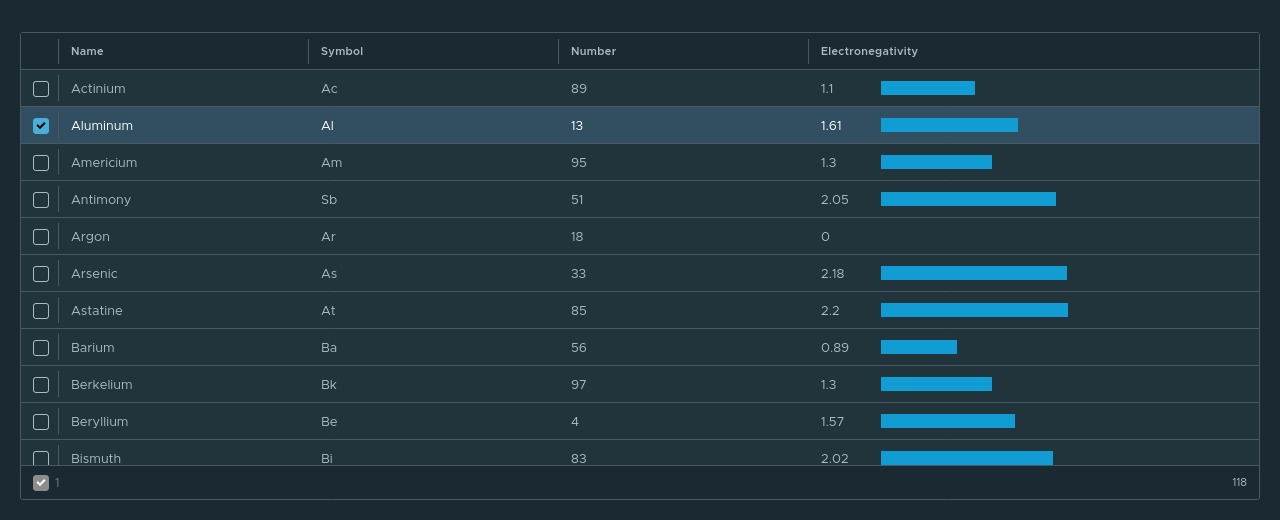 Name Symbol Number Electronegativity
Actinium Ac 89 1.1
Aluminum Al 13 1.61
Americium Am 95 1.3
Antimony Sb 51 2.05
Argon Ar 18 0
Arsenic As 33 2.18
Astatine At 85 2.2
Barium Ba 56 0.89
Berkelium Bk 97 1.3
Beryllium Be 4 1.57
Bismuth Bi 83 2.02
1 118